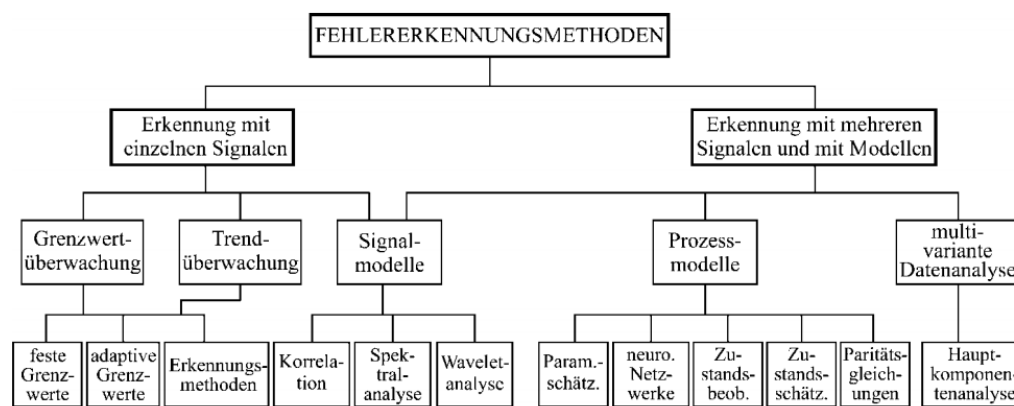 FEHLERERKENNUNGSMETHODEN
Erkennung mit
einzelnen Signalen
Erkennung mit mehreren
Signalen und mit Modellen
Grenzwert-
überwachung
Trend-
überwachung
Signal-
modelle
Prozess-
modelle
multi-
variante
Datenanalyse
feste
Grenz-
werte
adaptive
Grenz-
werte
Erkennungs-
methoden
Korrela-
tion
Spek-
tral-
analyse
Wavelet-
analyse
Param.-
schätz.
neuro.
Netz-
werke
Zu-
stands-
beob.
Zu-
stands-
schätz.
Paritäts-
gleich-
ungen
Haupt-
komponen-
tenanalyse